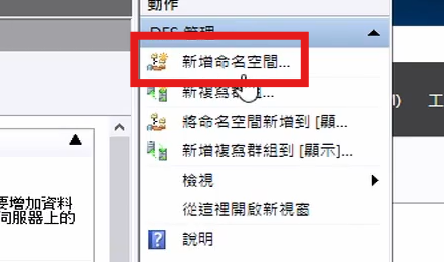 動作
DFS 管理
新增命名空間...
新複寫群組...
將命名空間新增到 [顯...
新增複寫群組到 [顯示]...
檢視
從這裡開啟新視窗
說明
要增加資料
伺服器上的